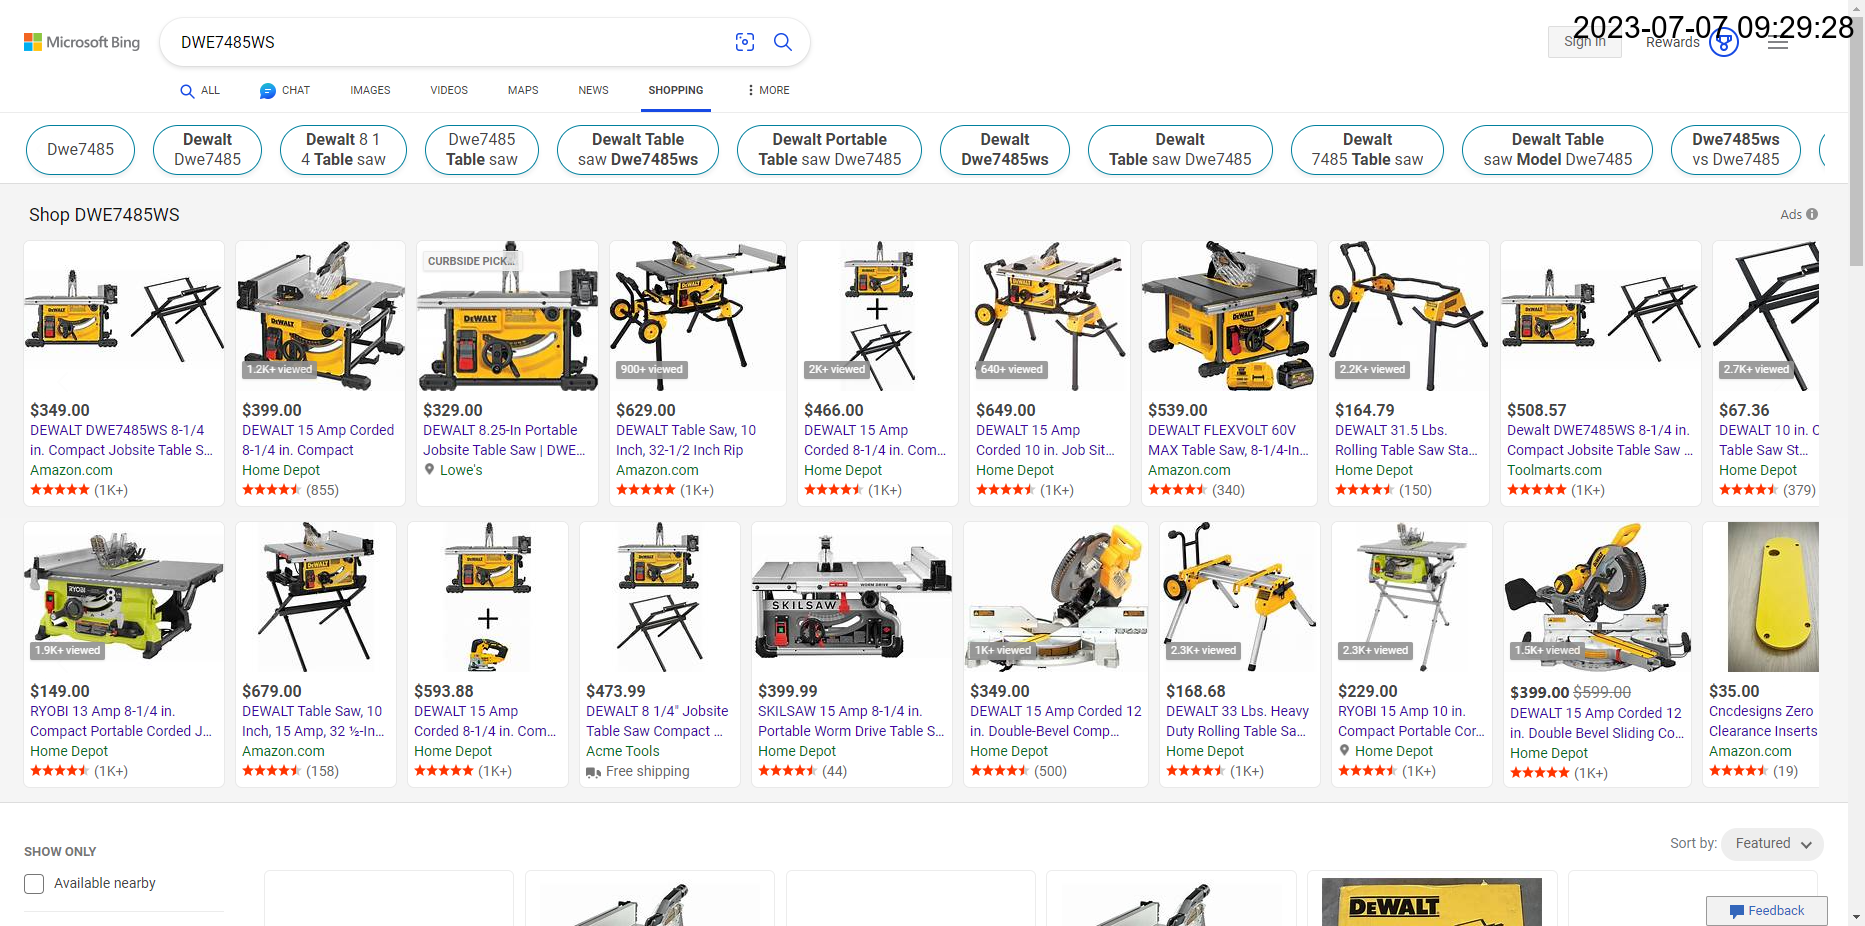 2023-07-07 09:29:28
Microsoft Bing
DWE7485WS
Sign in
Rewards
ALL
CHAT
IMAGES
VIDEOS
MAPS
NEWS
SHOPPING
MORE
Dwe7485
Dewalt
Dwe7485
Dewalt 8 1
4 Table saw
Dwe7485
Table saw
Dewalt Table
saw Dwe7485ws
Dewalt Portable
Table saw Dwe7485
Dewalt
Dwe7485ws
Dewalt
Table saw Dwe7485
Dewalt
7485 Table saw
Dewalt Table
saw Model Dwe7485
Dwe7485ws
vs Dwe7485
Shop DWE7485WS
Ads
$349.00
DEWALT DWE7485WS 8-1/4
in. Compact Jobsite Table S...
Amazon.com
(1K+)
1.2K+ viewed
$399.00
DEWALT 15 Amp Corded
8-1/4 in. Compact
Home Depot
(855)
CURBSIDE PICK...
DEWALT
$329.00
DEWALT 8.25-In Portable
Jobsite Table Saw | DWE...
Lowe's
900+ viewed
$629.00
DEWALT Table Saw, 10
Inch, 32-1/2 Inch Rip
Amazon.com
(1K+)
2K+ viewed
$466.00
DEWALT 15 Amp
Corded 8-1/4 in. Com...
Home Depot
(1K+)
640+ viewed
$649.00
DEWALT 15 Amp
Corded 10 in. Job Sit...
Home Depot
(1K+)
$539.00
DEWALT FLEXVOLT 60V
MAX Table Saw, 8-1/4-In...
Amazon.com
(340)
2.2K+ viewed
$164.79
DEWALT 31.5 Lbs.
Rolling Table Saw Sta...
Home Depot
(150)
$508.57
Dewalt DWE7485WS 8-1/4 in.
Compact Jobsite Table Saw ...
Toolmarts.com
(1K+)
2.7K+ viewed
$67.36
DEWALT 10 in. C
Table Saw St...
Home Depot
(379)
RYOBI
1.9K+ viewed
$149.00
RYOBI 13 Amp 8-1/4 in.
Compact Portable Corded J...
Home Depot
(1K+)
$679.00
DEWALT Table Saw, 10
Inch, 15 Amp, 32 ½-In...
Amazon.com
(158)
$593.88
DEWALT 15 Amp
Corded 8-1/4 in. Com...
Home Depot
(1K+)
$473.99
DEWALT 8 1/4" Jobsite
Table Saw Compact ...
Acme Tools
Free shipping
WORM DRIVE
SKILSAW
$399.99
SKILSAW 15 Amp 8-1/4 in.
Portable Worm Drive Table S...
Home Depot
(44)
1K+ viewed
$349.00
DEWALT 15 Amp Corded 12
in. Double-Bevel Comp...
Home Depot
(500)
2.3K+ viewed
$168.68
DEWALT 33 Lbs. Heavy
Duty Rolling Table Sa...
Home Depot
(1K+)
2.3K+ viewed
$229.00
RYOBI 15 Amp 10 in.
Compact Portable Cor...
Home Depot
(1K+)
1.5K+ viewed
$399.00 $599.00
DEWALT 15 Amp Corded 12
in. Double Bevel Sliding Co...
Home Depot
(1K+)
$35.00
Cncdesigns Zero
Clearance Inserts
Amazon.com
(19)
Sort by: Featured
SHOW ONLY
Available nearby
DEWALT
Feedback